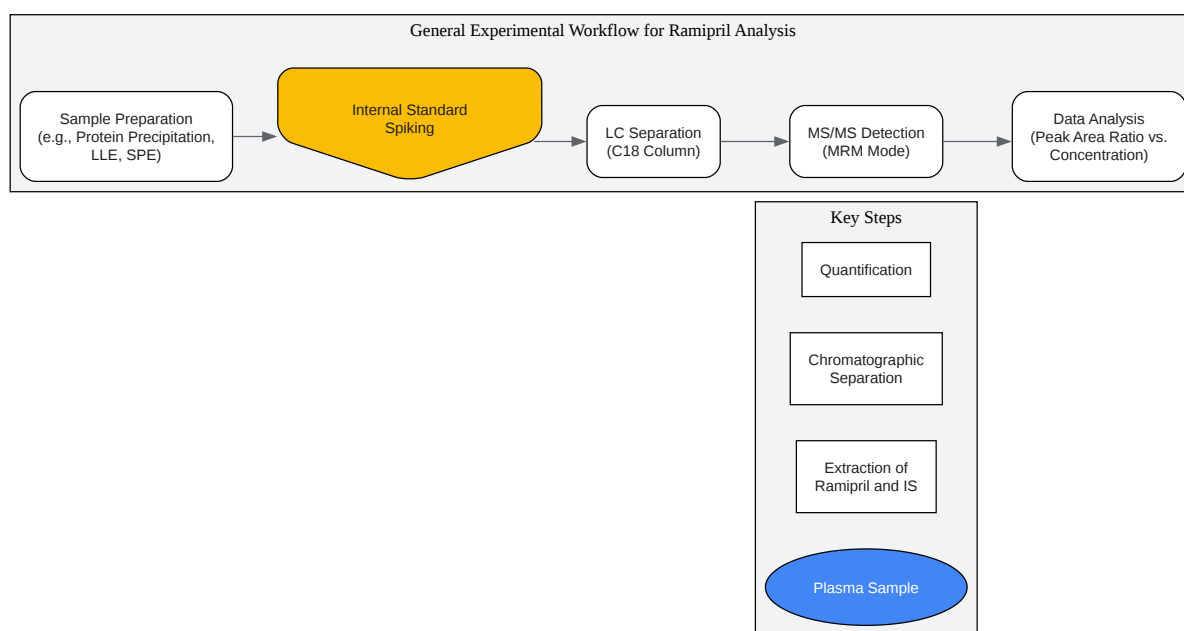 General Experimental Workflow for Ramipril Analysis
Sample Preparation
(e.g., Protein Precipitation,
LLE, SPE)
Internal Standard
Spiking
LC Separation
(C18 Column)
MS/MS Detection
(MRM Mode)
Data Analysis
(Peak Area Ratio vs.
Concentration)
Key Steps
Quantification
Chromatographic
Separation
Extraction of
Ramipril and IS
Plasma Sample